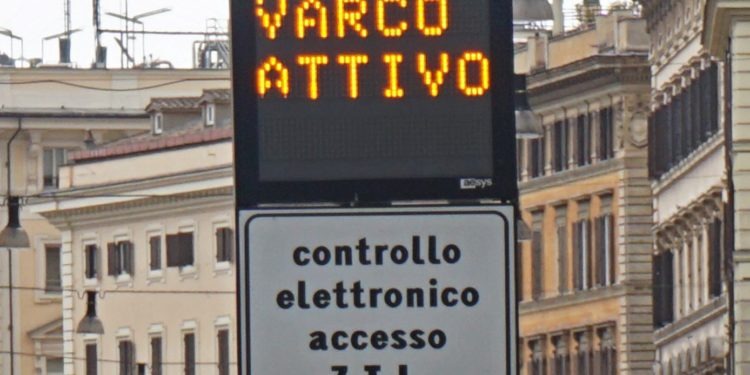 VARCO
ATTIVO
aesys
controllo
elettronico
accesso
Z.T.L.